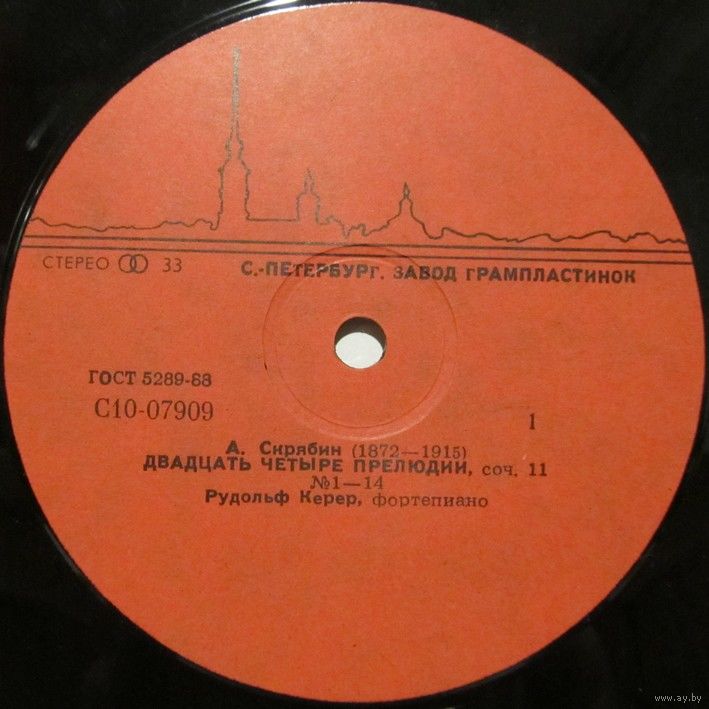 СТЕРЕО 33
С.-ПЕТЕРБУРГ. ЗАВОД ГРАМПЛАСТИНОК
ГОСТ 5289-88
С10-07909
1
А. Скрябин (1872—1915)
ДВАДЦАТЬ ЧЕТЫРЕ ПРЕЛЮДИИ, соч. 11
№1—14
Рудольф Керер, фортепиано
www.ay.by